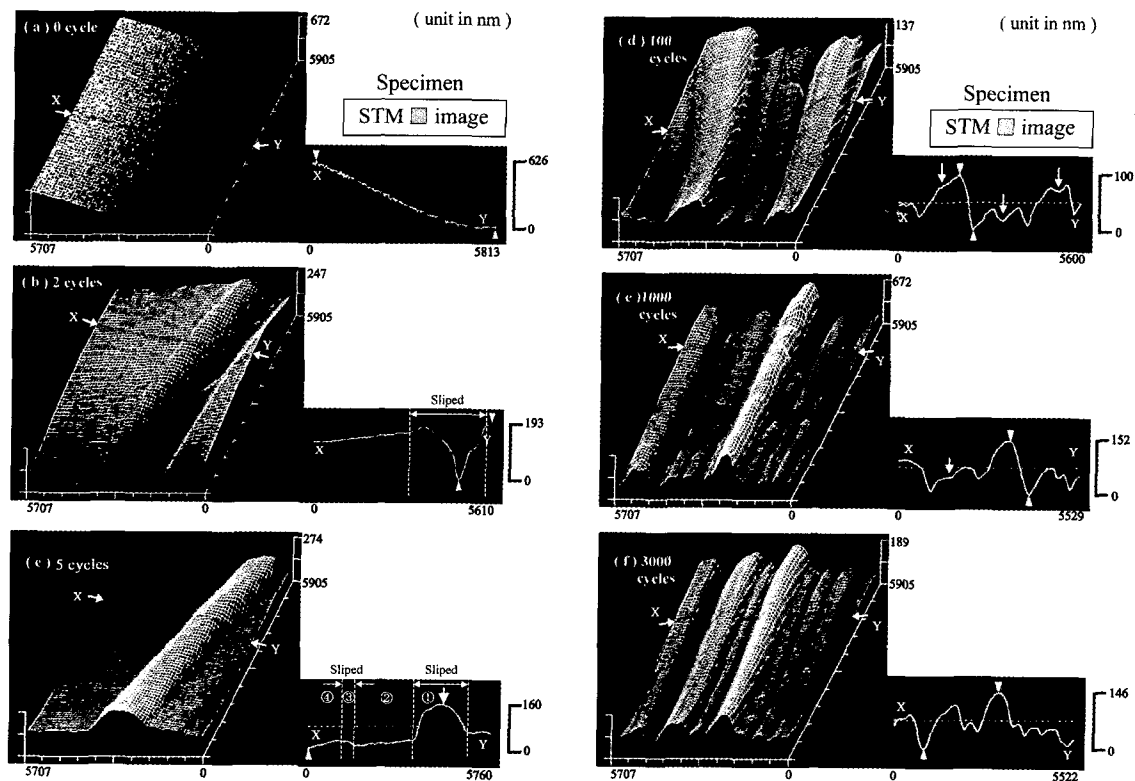 ( a ) 0 cycle
672
5905
( unit in nm )
Specimen
STM image
X
Y
5707
0
X
Y
626
0
0
5813
( b ) 2 cycles
247
5905
X
Y
5707
0
Sliped
X
Y
193
0
0
5610
( c ) 5 cycles
274
5905
X
Y
5707
0
Sliped
Sliped
④
③
②
①
Y
160
0
0
5760
( d ) 100
cycles
137
5905
( unit in nm )
Specimen
STM image
X
Y
5707
0
X
Y
100
0
0
5600
( e ) 1000
cycles
672
5905
X
Y
5707
0
X
Y
152
0
0
5529
( f ) 3000
cycles
189
5905
X
Y
5707
0
X
Y
146
0
0
5522